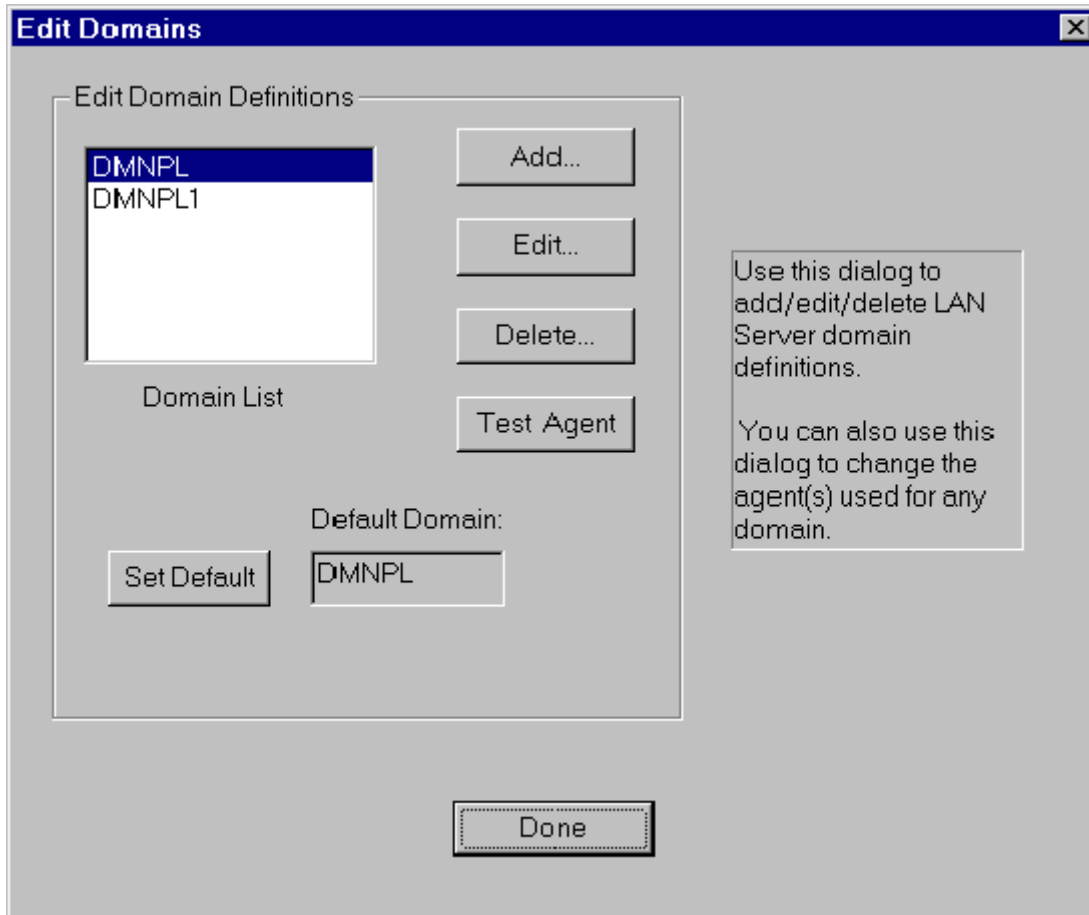 Edit Domains
Edit Domain Definitions
DMNPL
DMNPL1
Domain List
Add...
Edit...
Delete...
Test Agent
Default Domain:
Set Default
DMNPL
Use this dialog to
add/edit/delete LAN
Server domain
definitions.
You can also use this
dialog to change the
agent(s) used for any
domain.
Done